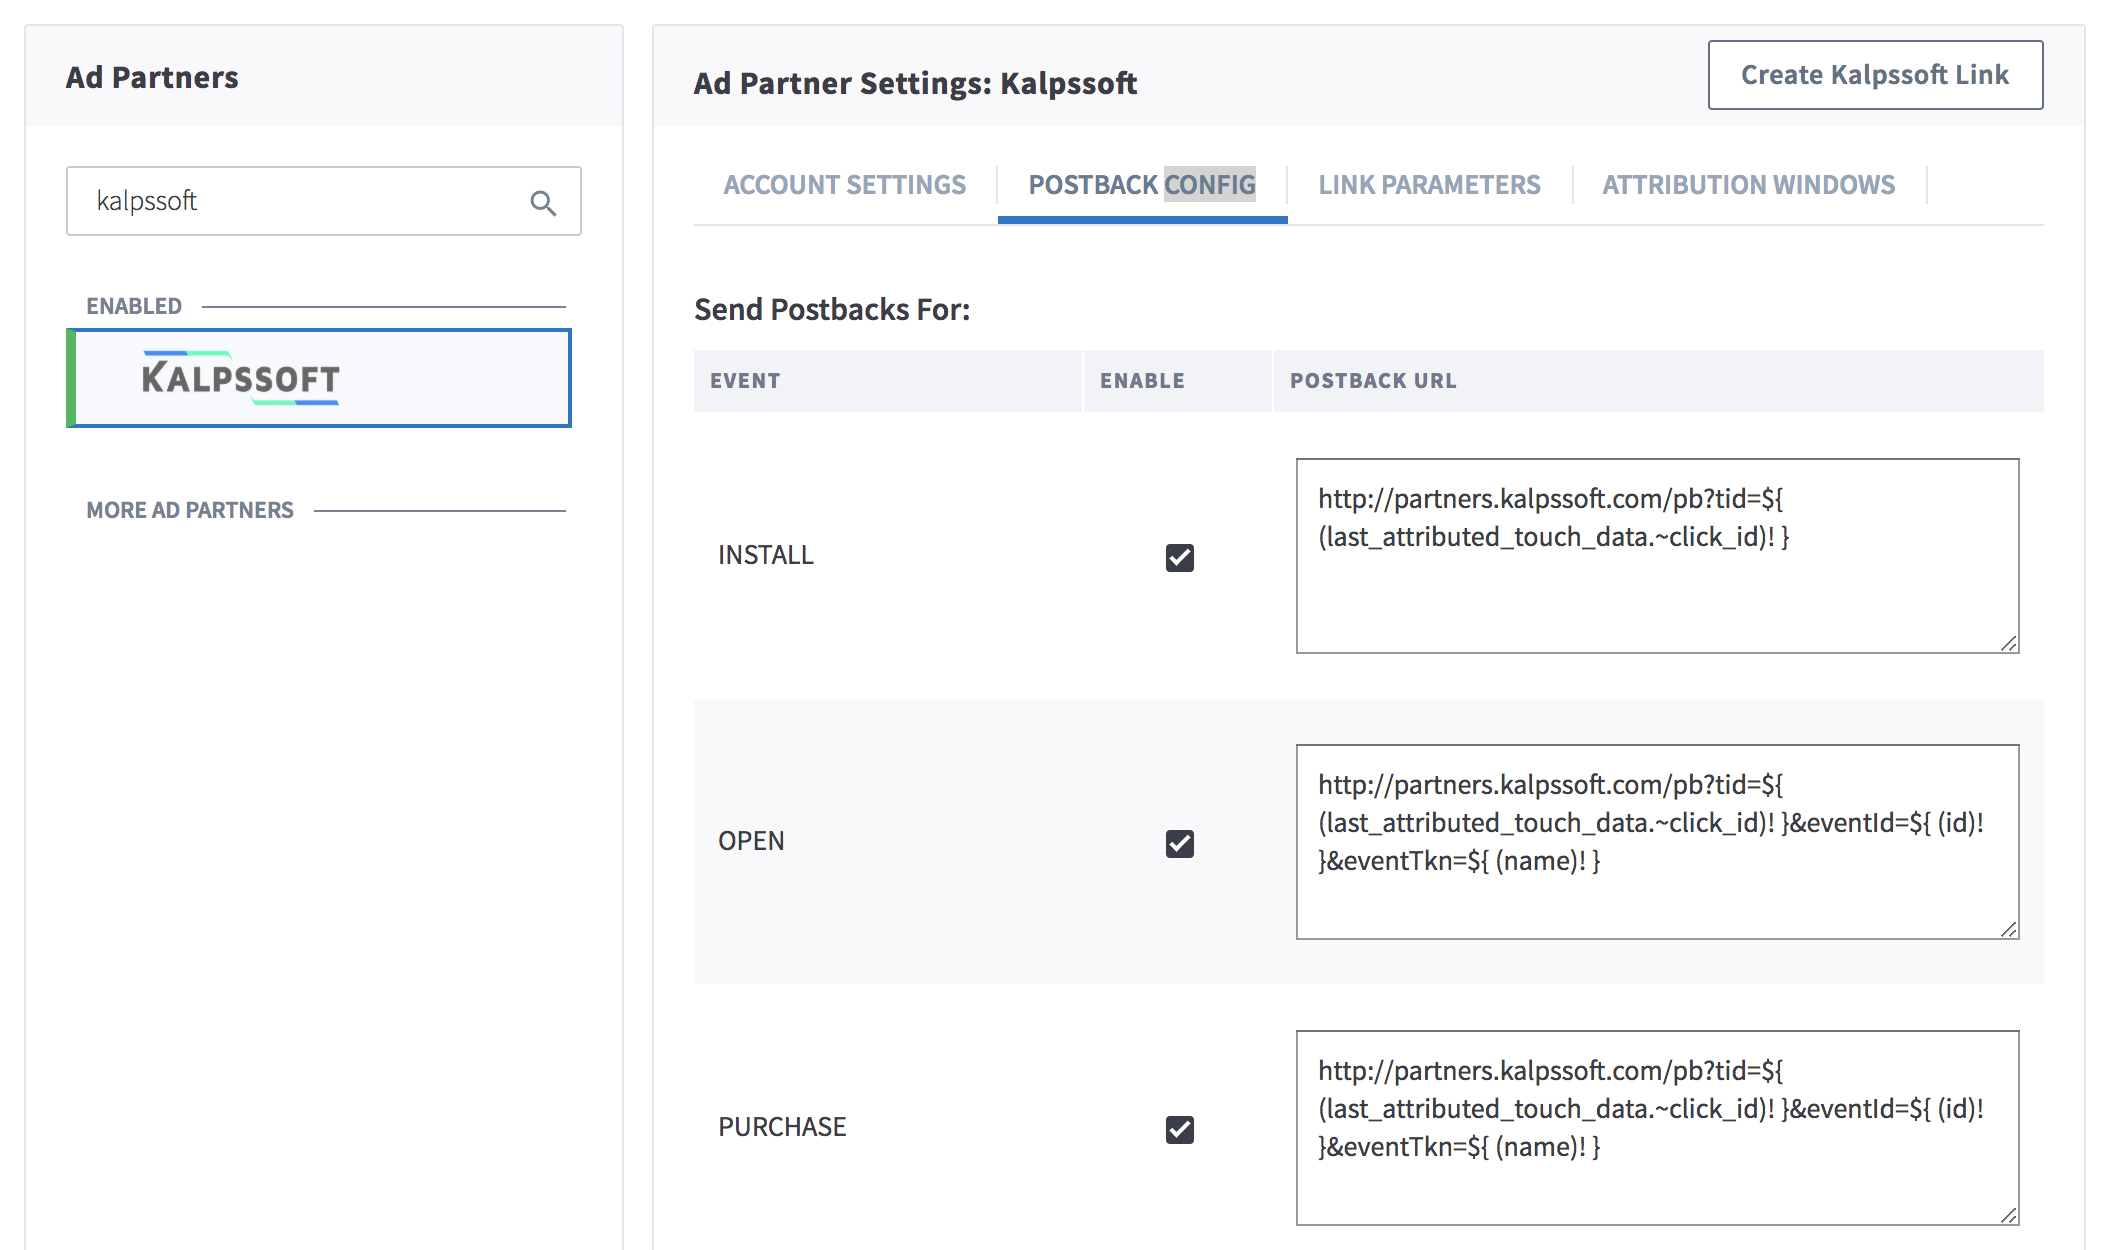 Ad Partners
kalpssoft
ENABLED
KALPSSOFT
MORE AD PARTNERS
Ad Partner Settings: Kalpssoft
Create Kalpssoft Link
ACCOUNT SETTINGS
POSTBACK CONFIG
LINK PARAMETERS
ATTRIBUTION WINDOWS
Send Postbacks For:
EVENT
ENABLE
POSTBACK URL
INSTALL
http://partners.kalpssoft.com/pb?tid=${
(last_attributed_touch_data.~click_id)! }
OPEN
http://partners.kalpssoft.com/pb?tid=${
(last_attributed_touch_data.~click_id)! }&eventId=${ (id)!
}&eventTkn=${ (name)! }
PURCHASE
http://partners.kalpssoft.com/pb?tid=${
(last_attributed_touch_data.~click_id)! }&eventId=${ (id)!
}&eventTkn=${ (name)! }